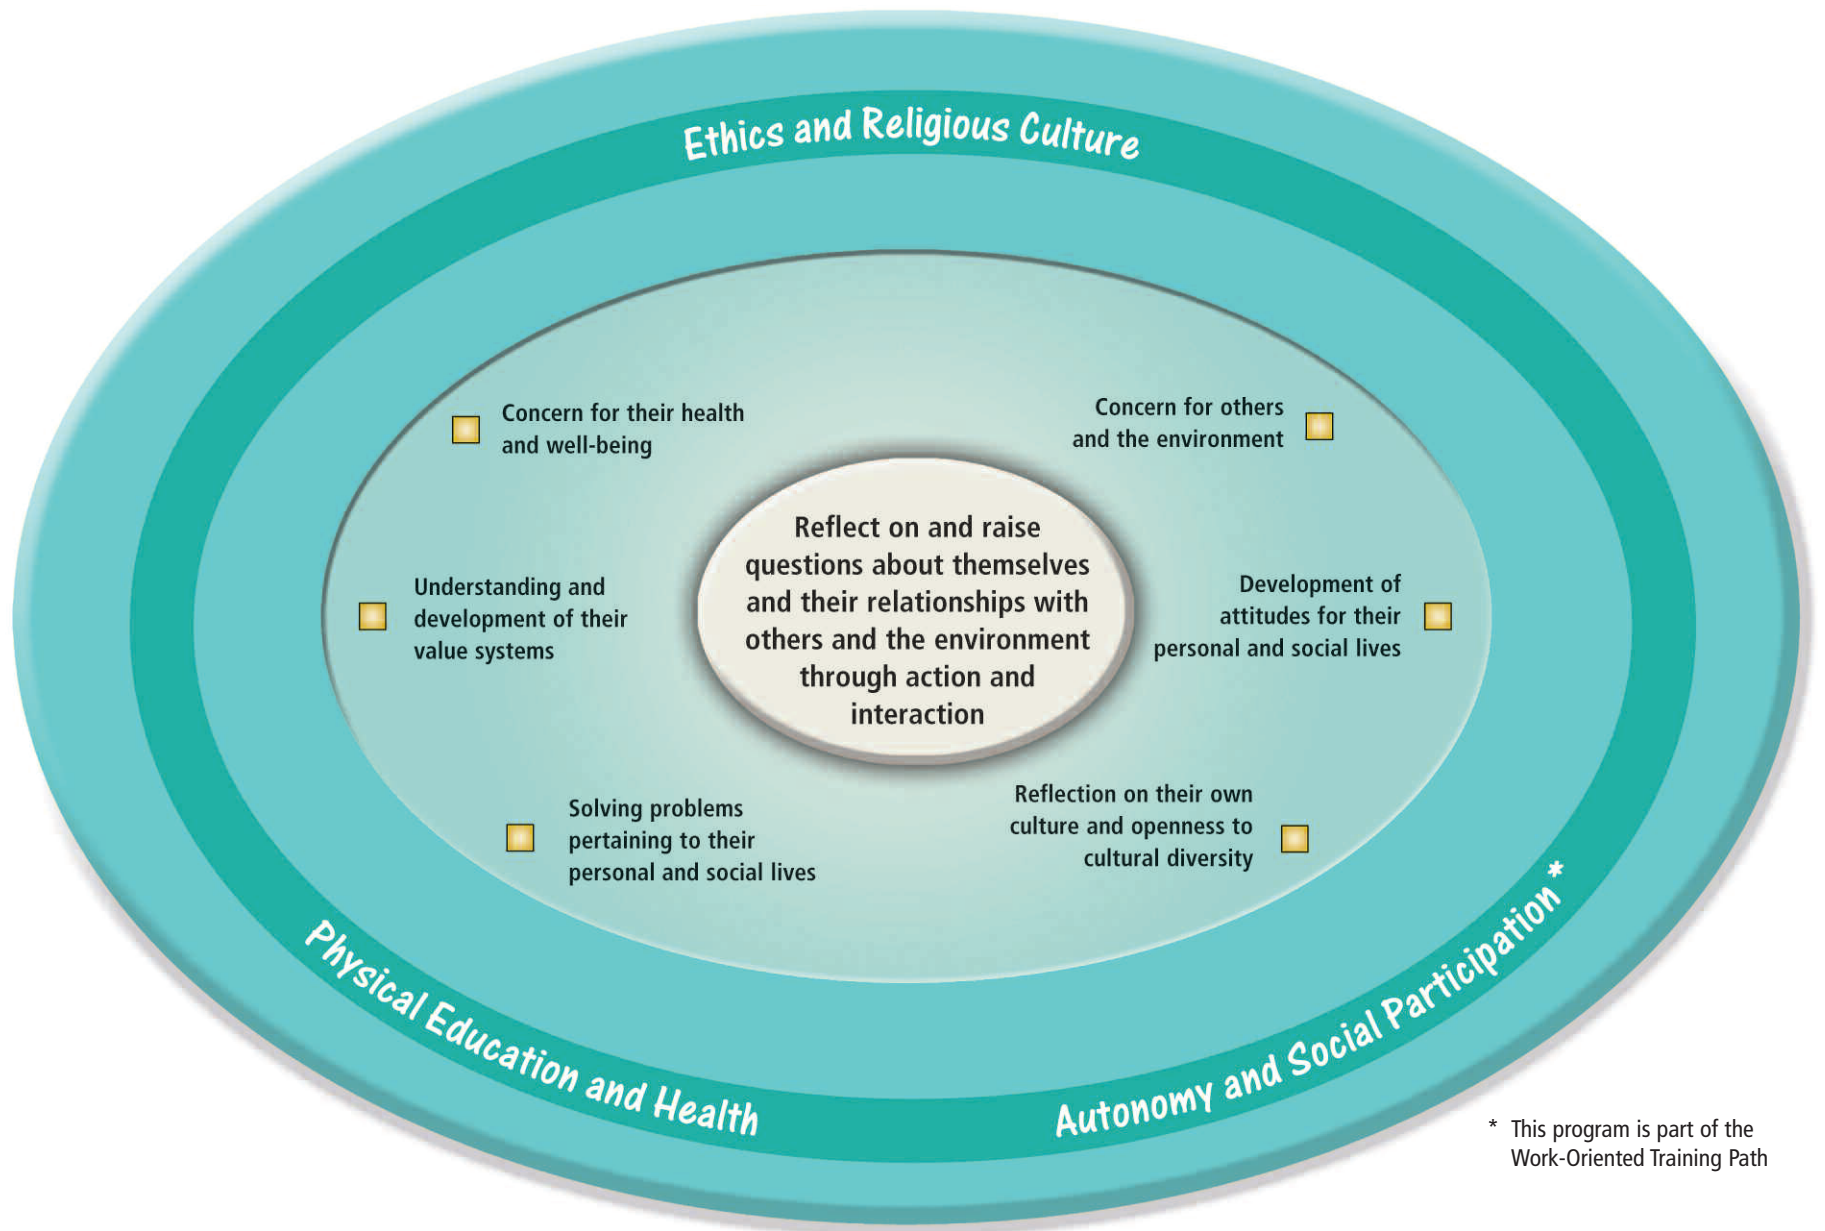 Ethics and Religious Culture
Concern for their health
and well-being
Concern for others
and the environment
Reflect on and raise
questions about themselves
and their relationships with
others and the environment
through action and
interaction
Understanding and
development of their
value systems
Development of
attitudes for their
personal and social lives
Solving problems
pertaining to their
personal and social lives
Reflection on their own
culture and openness to
cultural diversity
Physical Education and Health
Autonomy and Social Participation *
* This program is part of the
Work-Oriented Training Path